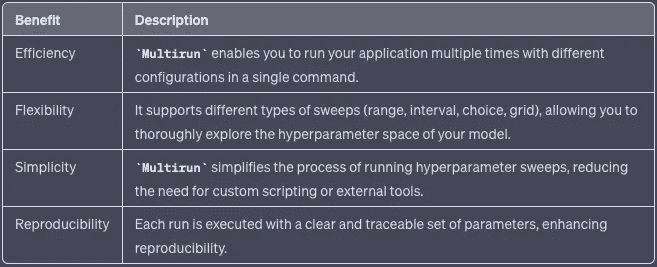 Benefit Description
Efficiency `Multirun` enables you to run your application multiple times with different
configurations in a single command.
Flexibility It supports different types of sweeps (range, interval, choice, grid), allowing you to
thoroughly explore the hyperparameter space of your model.
Simplicity `Multirun` simplifies the process of running hyperparameter sweeps, reducing
the need for custom scripting or external tools.
Reproducibility Each run is executed with a clear and traceable set of parameters, enhancing
reproducibility.